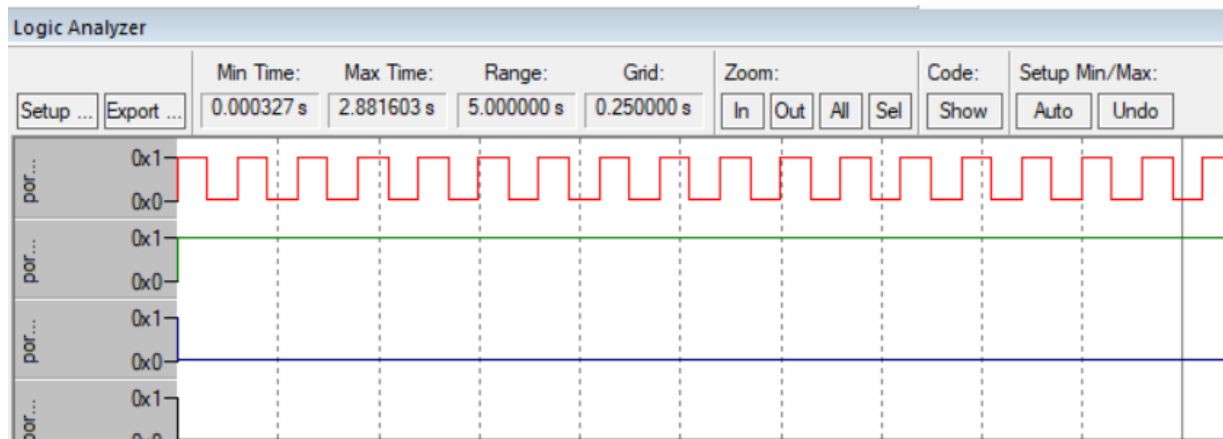 Logic Analyzer
Min Time: Max Time: Range: Grid: Zoom: Code: Setup Min/Max:
Setup ... Export ... 0.000327 s 2.881603 s 5.000000 s 0.250000 s In Out All Sel Show Auto Undo
0x1
por...
0x0
0x1
por...
0x0
0x1
por...
0x0
0x1
por...